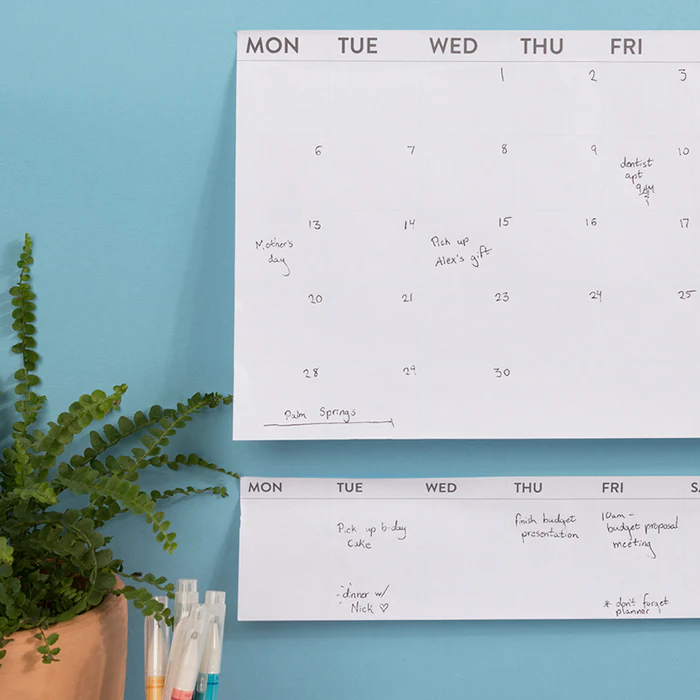 MON TUE WED THU FRI
1 2 3
6 7 8 9 10
dentist
apt
9AM
13 14 15 16 17
Mother's
day
Pick up
Alex's gift
20 21 23 24 25
28 29 30
Palm Springs
MON TUE WED THU FRI SA
Pick up b-day
Cake
-dinner w/
Nick ♡
finish budget
presentation
10am -
budget proposal
meeting
* don't forget
planner!